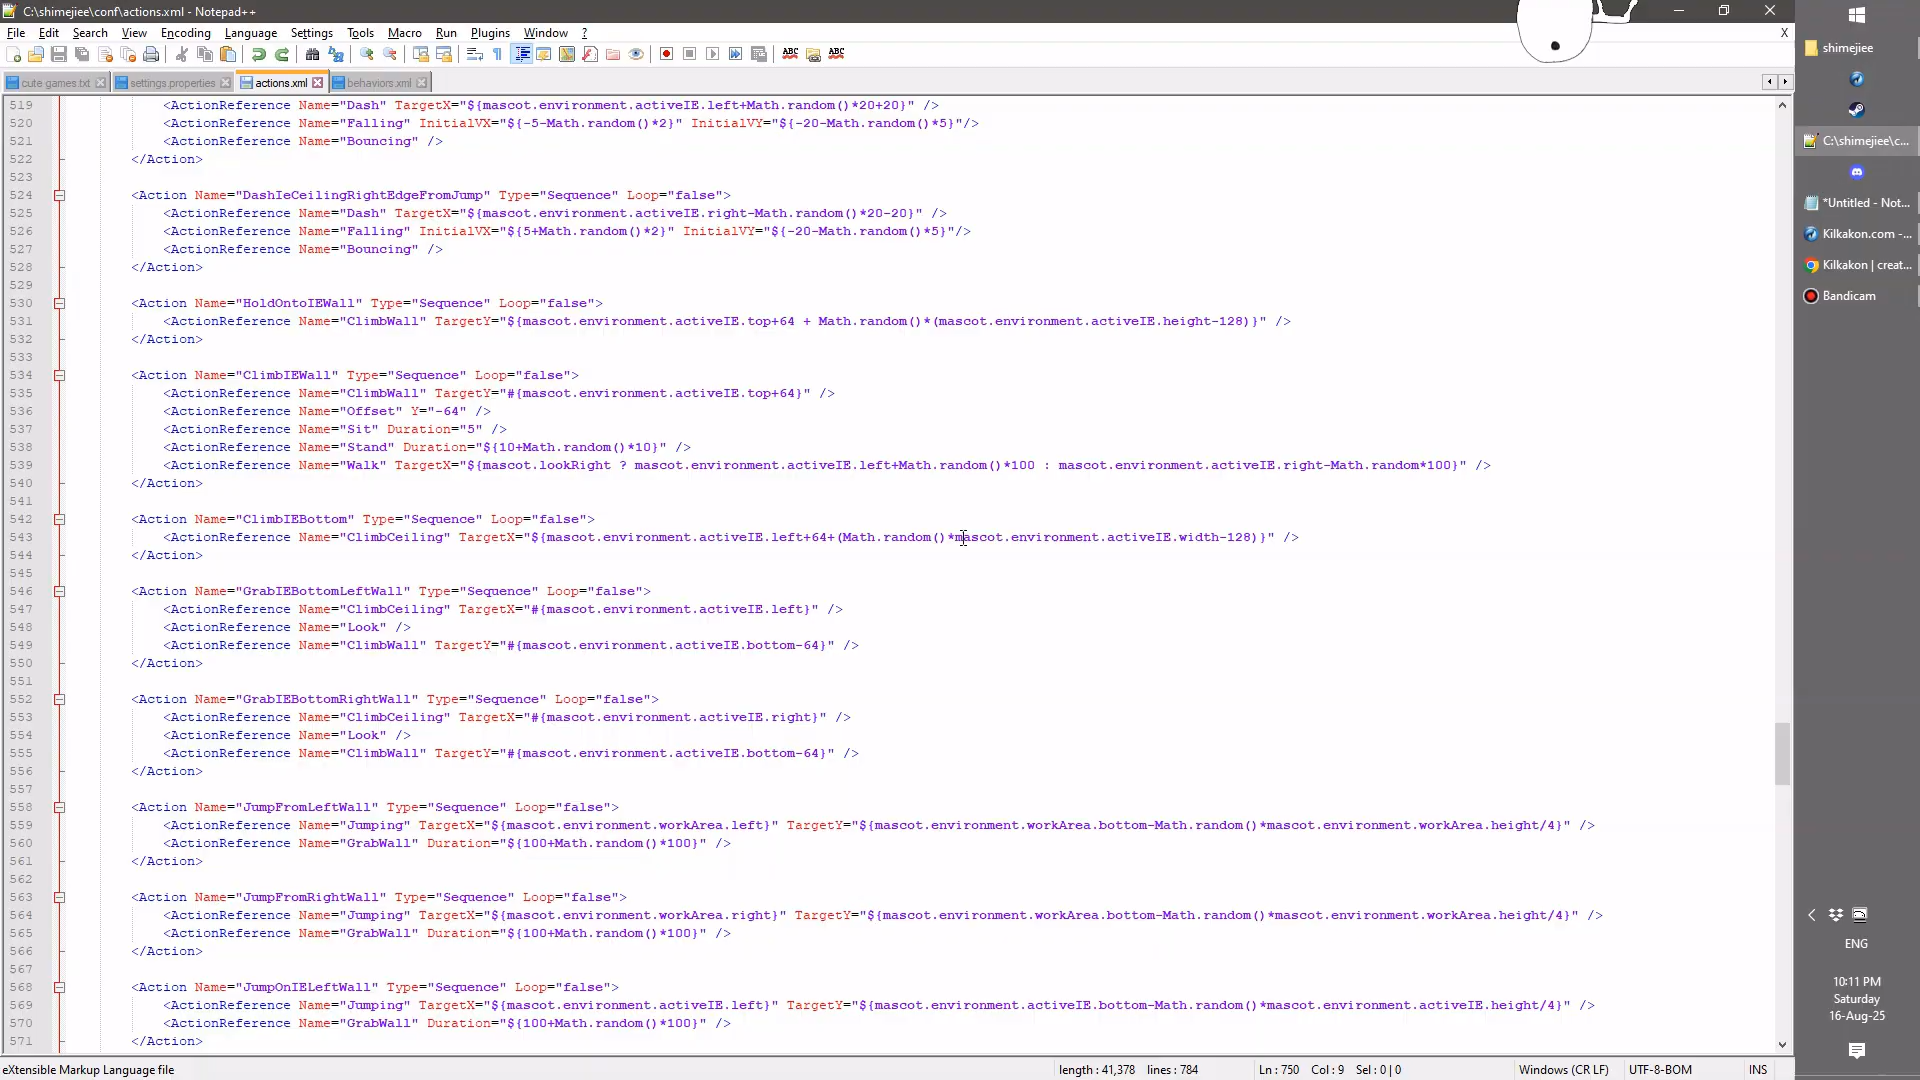 C:\shimejiee\conf\actions.xml - Notepad++
File Edit Search View Encoding Language Settings Tools Macro Run Plugins Window ? X
cute games.txt settings.properties actions.xml behaviors.xml
519 <ActionReference Name="Dash" TargetX="${mascot.environment.activeIE.left+Math.random()*20+20}" />
520 <ActionReference Name="Falling" InitialVX="${-5-Math.random()*2}" InitialVY="${-20-Math.random()*5}"/>
521 <ActionReference Name="Bouncing" />
522 </Action>
523
524 <Action Name="DashIeCeilingRightEdgeFromJump" Type="Sequence" Loop="false">
525 <ActionReference Name="Dash" TargetX="${mascot.environment.activeIE.right-Math.random()*20-20}" />
526 <ActionReference Name="Falling" InitialVX="${5+Math.random()*2}" InitialVY="${-20-Math.random()*5}"/>
527 <ActionReference Name="Bouncing" />
528 </Action>
529
530 <Action Name="HoldOntoIEWall" Type="Sequence" Loop="false">
531 <ActionReference Name="ClimbWall" TargetY="${mascot.environment.activeIE.top+64 + Math.random()*(mascot.environment.activeIE.height-128)}" />
532 </Action>
533
534 <Action Name="ClimbIEWall" Type="Sequence" Loop="false">
535 <ActionReference Name="ClimbWall" TargetY="#{mascot.environment.activeIE.top+64}" />
536 <ActionReference Name="Offset" Y="-64" />
537 <ActionReference Name="Sit" Duration="5" />
538 <ActionReference Name="Stand" Duration="${10+Math.random()*10}" />
539 <ActionReference Name="Walk" TargetX="${mascot.lookRight ? mascot.environment.activeIE.left+Math.random()*100 : mascot.environment.activeIE.right-Math.random*100}" />
540 </Action>
541
542 <Action Name="ClimbIEBottom" Type="Sequence" Loop="false">
543 <ActionReference Name="ClimbCeiling" TargetX="${mascot.environment.activeIE.left+64+(Math.random()*mascot.environment.activeIE.width-128)}" />
544 </Action>
545
546 <Action Name="GrabIEBottomLeftWall" Type="Sequence" Loop="false">
547 <ActionReference Name="ClimbCeiling" TargetX="#{mascot.environment.activeIE.left}" />
548 <ActionReference Name="Look" />
549 <ActionReference Name="ClimbWall" TargetY="#{mascot.environment.activeIE.bottom-64}" />
550 </Action>
551
552 <Action Name="GrabIEBottomRightWall" Type="Sequence" Loop="false">
553 <ActionReference Name="ClimbCeiling" TargetX="#{mascot.environment.activeIE.right}" />
554 <ActionReference Name="Look" />
555 <ActionReference Name="ClimbWall" TargetY="#{mascot.environment.activeIE.bottom-64}" />
556 </Action>
557
558 <Action Name="JumpFromLeftWall" Type="Sequence" Loop="false">
559 <ActionReference Name="Jumping" TargetX="${mascot.environment.workArea.left}" TargetY="${mascot.environment.workArea.bottom-Math.random()*mascot.environment.workArea.height/4}" />
560 <ActionReference Name="GrabWall" Duration="${100+Math.random()*100}" />
561 </Action>
562
563 <Action Name="JumpFromRightWall" Type="Sequence" Loop="false">
564 <ActionReference Name="Jumping" TargetX="${mascot.environment.workArea.right}" TargetY="${mascot.environment.workArea.bottom-Math.random()*mascot.environment.workArea.height/4}" />
565 <ActionReference Name="GrabWall" Duration="${100+Math.random()*100}" />
566 </Action>
567
568 <Action Name="JumpOnIELeftWall" Type="Sequence" Loop="false">
569 <ActionReference Name="Jumping" TargetX="${mascot.environment.activeIE.left}" TargetY="${mascot.environment.activeIE.bottom-Math.random()*mascot.environment.activeIE.height/4}" />
570 <ActionReference Name="GrabWall" Duration="${100+Math.random()*100}" />
571 </Action>
eXtensible Markup Language file length : 41,378 lines : 784 Ln : 750 Col : 9 Sel : 0 | 0 Windows (CR LF) UTF-8-BOM INS
shimejiee
C:\shimejiee\c...
*Untitled - Not...
Kilkakon.com -...
Kilkakon | creat...
Bandicam
ENG
10:11 PM
Saturday
16-Aug-25